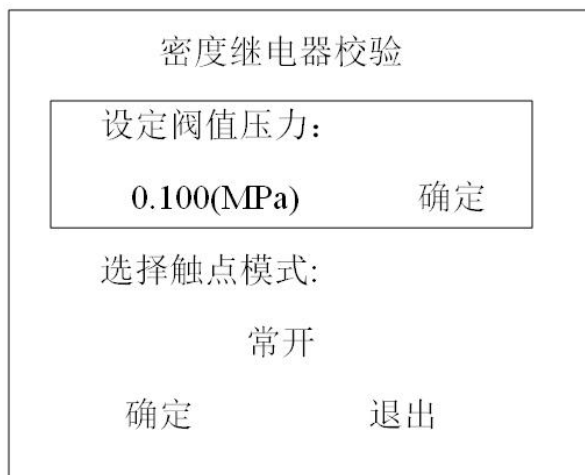 密度继电器校验
设定阀值压力：
0.100(MPa) 确定
选择触点模式:
常开
确定 退出